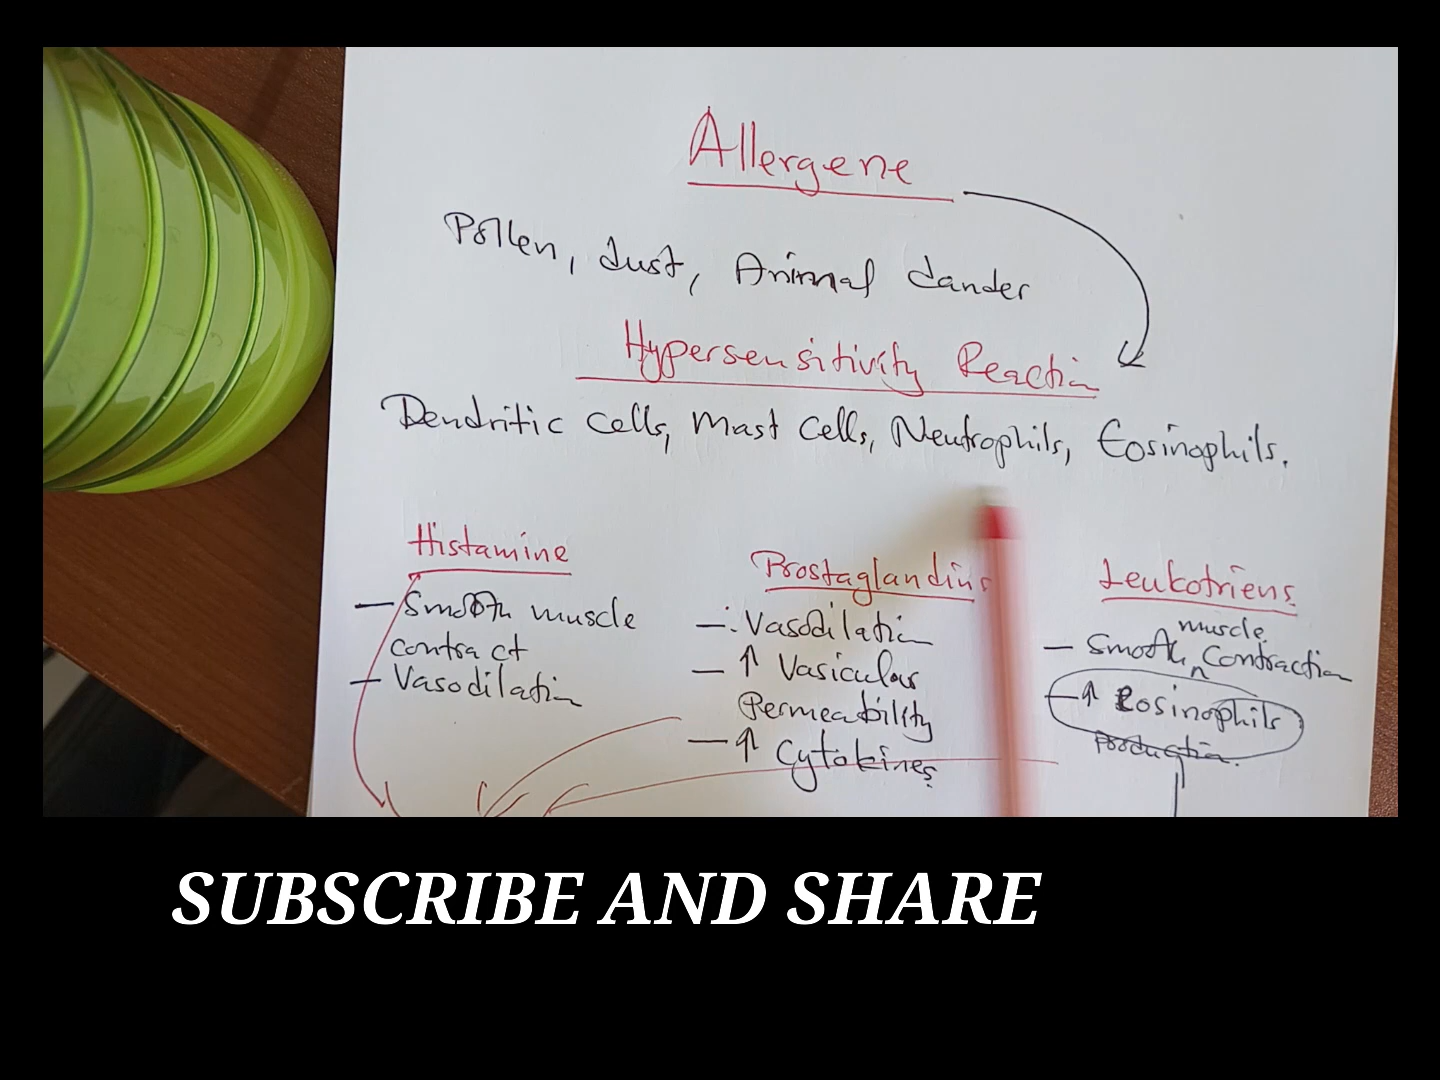 Allergene
Pollen, dust, Animal dander
Hypersensitivity Reaction
Dendritic cells, Mast cells, Neutrophils, Eosinophils.
Histamine
— Smooth muscle
contract
— Vasodilation
Prostaglandins
— Vasodilation
— ↑ Vasiculas
Permeability
— ↑ Cytokines
Leukotriens
muscle
— Smooth Contraction
— ↑ Eosinophils
Production.
SUBSCRIBE AND SHARE